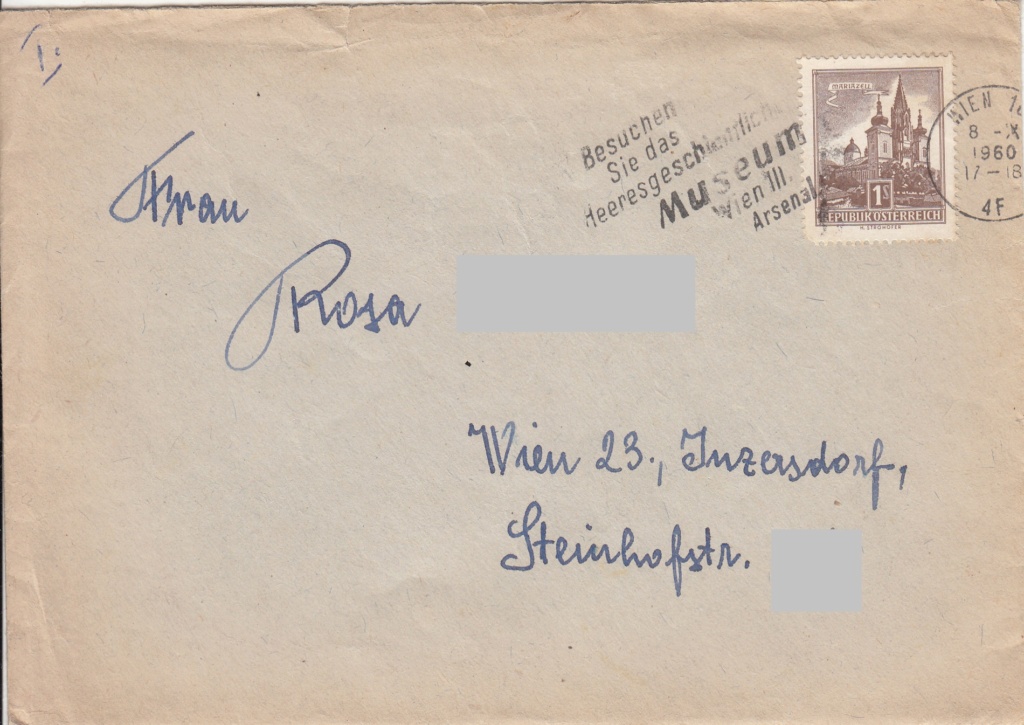 I:
Besuchen
Sie das
Heeresgeschichtliche
Museum
Wien III.
Arsenal
MARIAZELL
1S
REPUBLIK ÖSTERREICH
H. STROHOFER
WIEN
8 -IX
1960
17-18
4F
Frau
Rosa
Wien 23., Inzersdorf,
Steinhofstr.